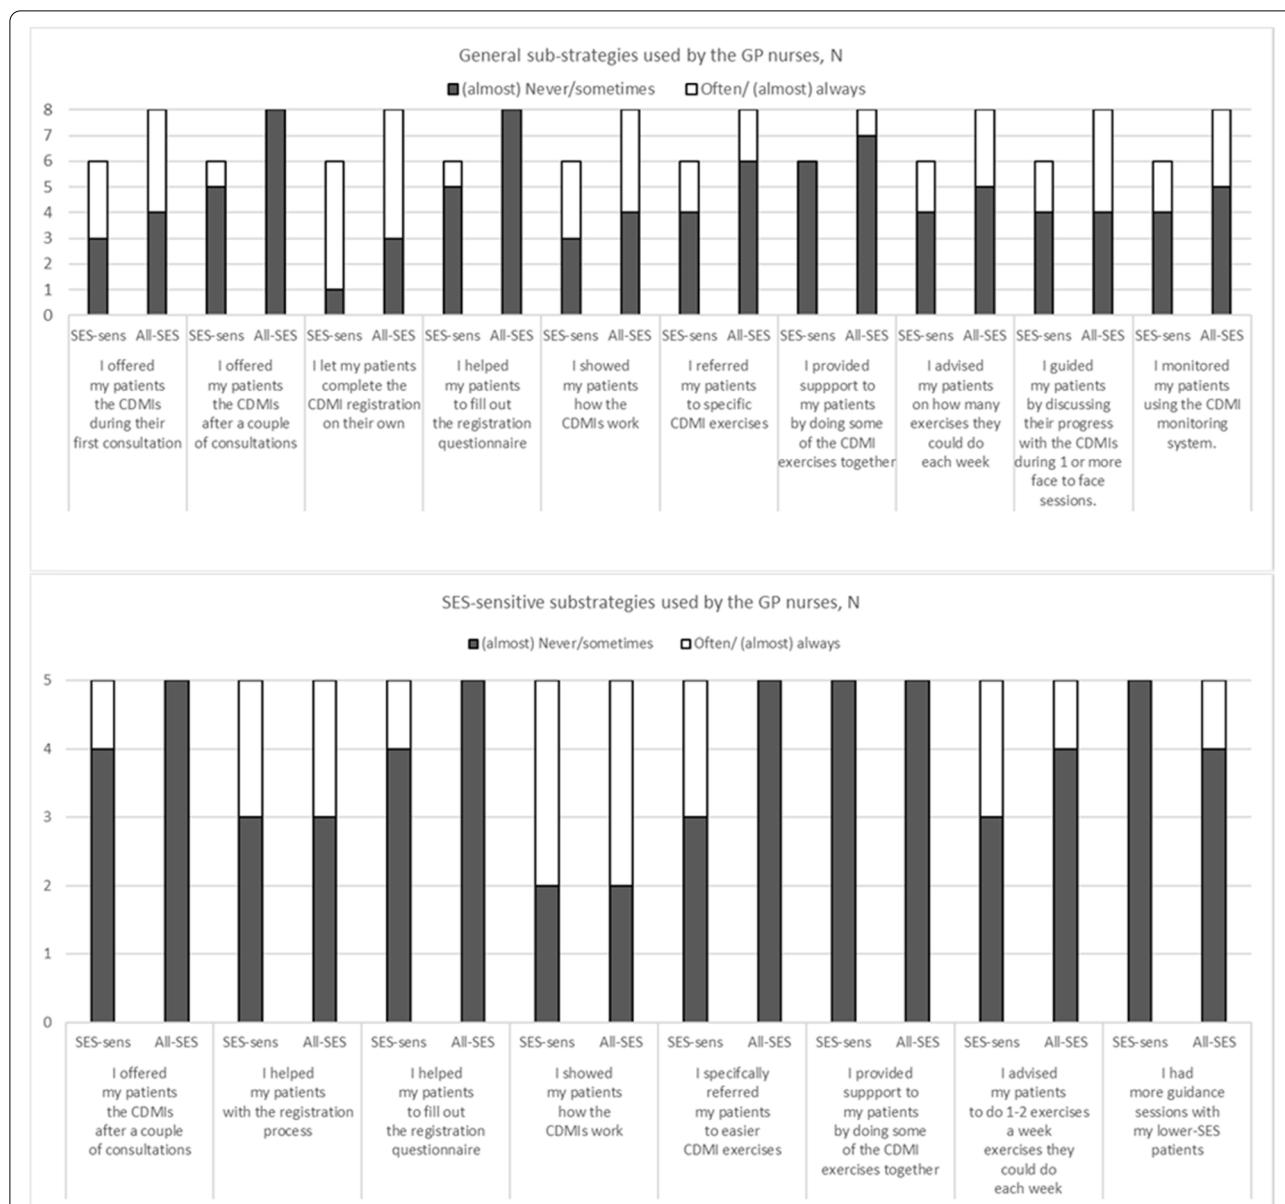 General sub-strategies used by the GP nurses, N
(almost) Never/sometimes Often/ (almost) always
8
7
6
5
4
3
2
1
0
SES-sens All-SES SES-sens All-SES SES-sens All-SES SES-sens All-SES SES-sens All-SES SES-sens All-SES SES-sens All-SES SES-sens All-SES SES-sens All-SES SES-sens All-SES
I offered
my patients
the CDMIs
during their
first consultation
I offered
my patients
the CDMIs
after a couple
of consultations
I let my patients
complete the
CDMI registration
on their own
I helped
my patients
to fill out
the registration
questionnaire
I showed
my patients
how the
CDMIs work
I referred
my patients
to specific
CDMI exercises
I provided
suppport to
my patients
by doing some
of the CDMI
exercises together
I advised
my patients
on how many
exercises they
could do
each week
I guided
my patients
by discussing
their progress
with the CDMIs
during 1 or more
face to face
sessions.
I monitored
my patients
using the CDMI
monitoring
system.
SES-sensitive substrategies used by the GP nurses, N
(almost) Never/sometimes Often/ (almost) always
5
4
3
2
1
0
SES-sens All-SES SES-sens All-SES SES-sens All-SES SES-sens All-SES SES-sens All-SES SES-sens All-SES SES-sens All-SES SES-sens All-SES
I offered
my patients
the CDMIs
after a couple
of consultations
I helped
my patients
with the registration
process
I helped
my patients
to fill out
the registration
questionnaire
I showed
my patients
how the
CDMIs work
I specifcally
referred
my patients
to easier
CDMI exercises
I provided
suppport to
my patients
by doing some
of the CDMI
exercises together
I advised
my patients
to do 1-2 exercises
a week
exercises they
could do
each week
I had
more guidance
sessions with
my lower-SES
patients